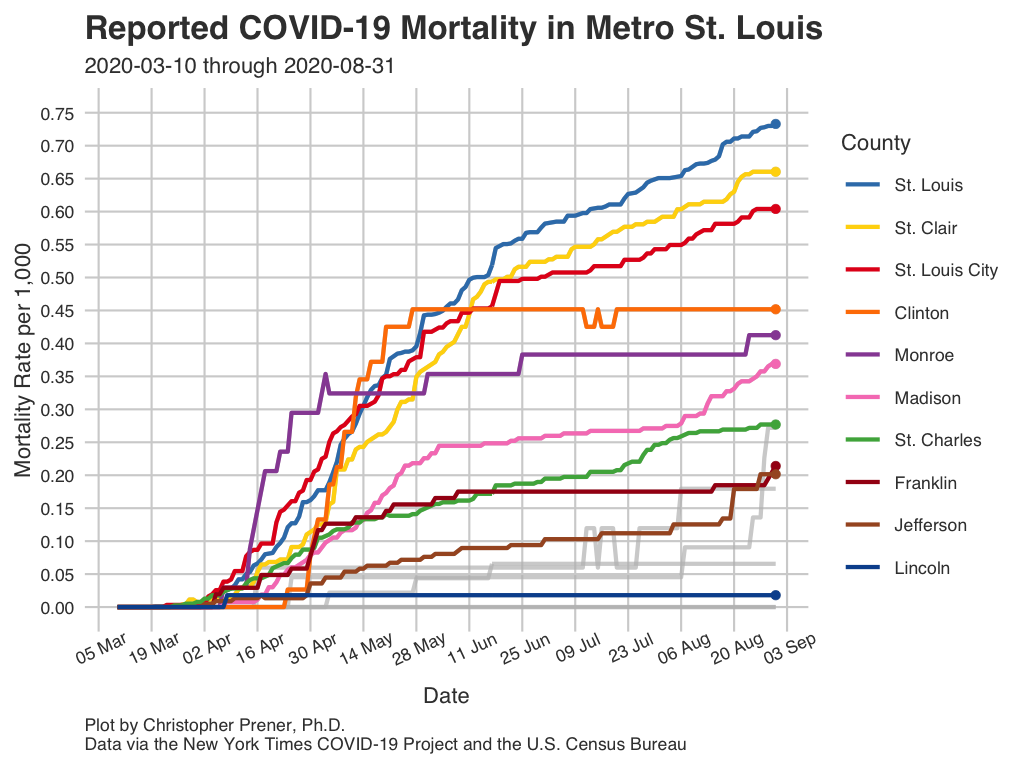 Reported COVID-19 Mortality in Metro St. Louis
2020-03-10 through 2020-08-31
Mortality Rate per 1,000
0.75
0.70
0.65
0.60
0.55
0.50
0.45
0.40
0.35
0.30
0.25
0.20
0.15
0.10
0.05
0.00
05 Mar
19 Mar
02 Apr
16 Apr
30 Apr
14 May
28 May
11 Jun
25 Jun
09 Jul
23 Jul
06 Aug
20 Aug
03 Sep
Date
County
St. Louis
St. Clair
St. Louis City
Clinton
Monroe
Madison
St. Charles
Franklin
Jefferson
Lincoln
Plot by Christopher Prener, Ph.D.
Data via the New York Times COVID-19 Project and the U.S. Census Bureau